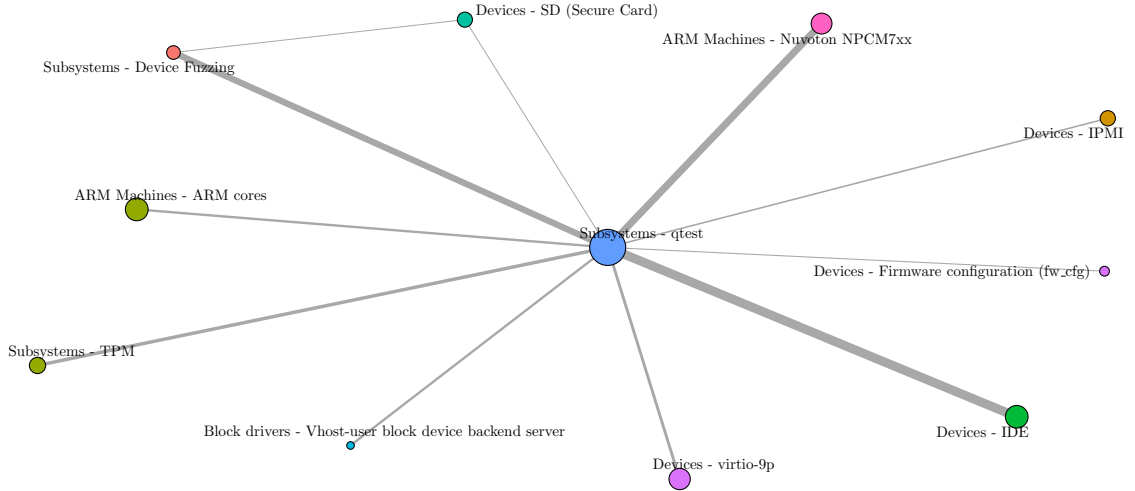 Devices - SD (Secure Card)
ARM Machines - Nuvoton NPCM7xx
Subsystems - Device Fuzzing
Devices - IPMI
ARM Machines - ARM cores
Subsystems - qtest
Devices - Firmware configuration (fw_cfg)
Subsystems - TPM
Block drivers - Vhost-user block device backend server
Devices - IDE
Devices - virtio-9p